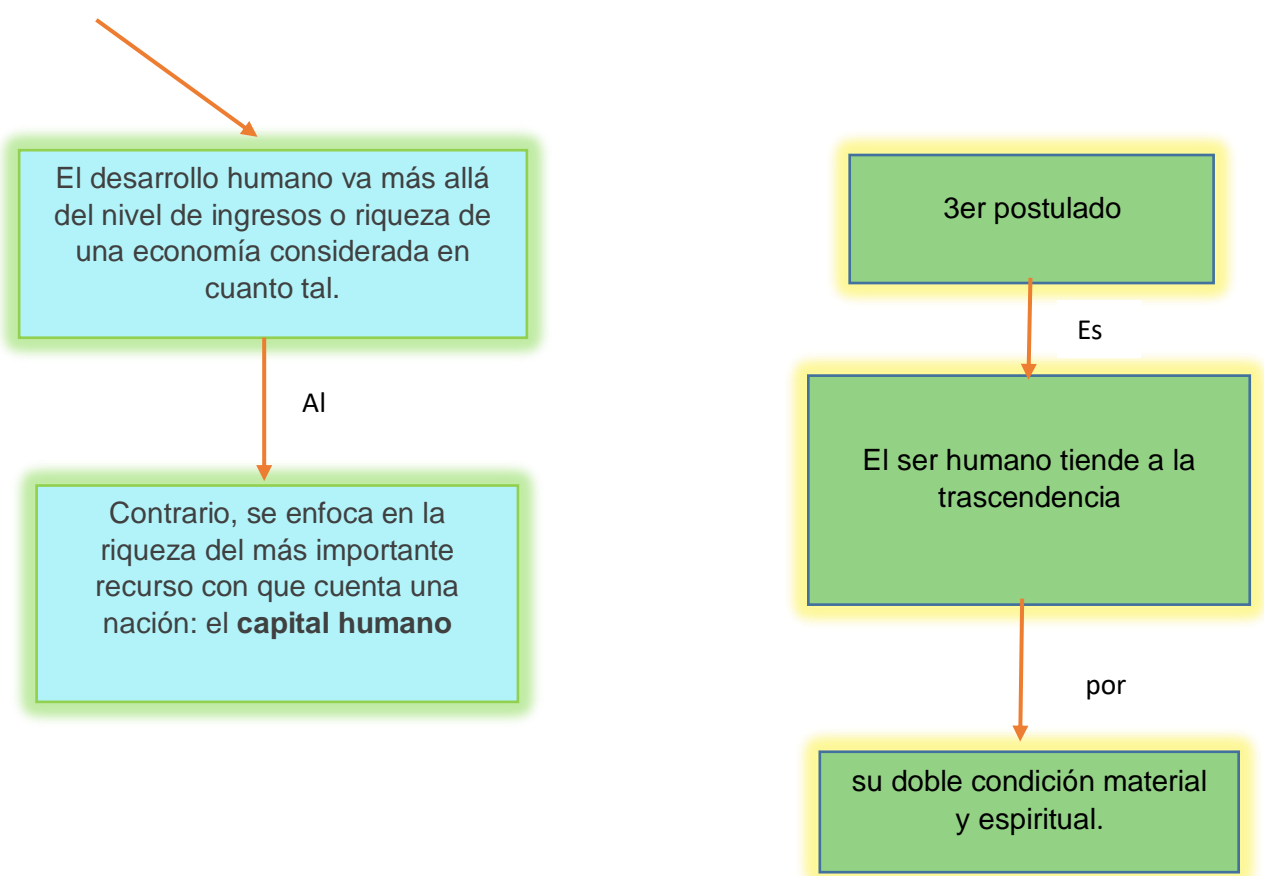 El desarrollo humano va más allá
del nivel de ingresos o riqueza de
una economía considerada en
cuanto tal.
Al
Contrario, se enfoca en la
riqueza del más importante
recurso con que cuenta una
nación: el capital humano
3er postulado
Es
El ser humano tiende a la
trascendencia
por
su doble condición material
y espiritual.